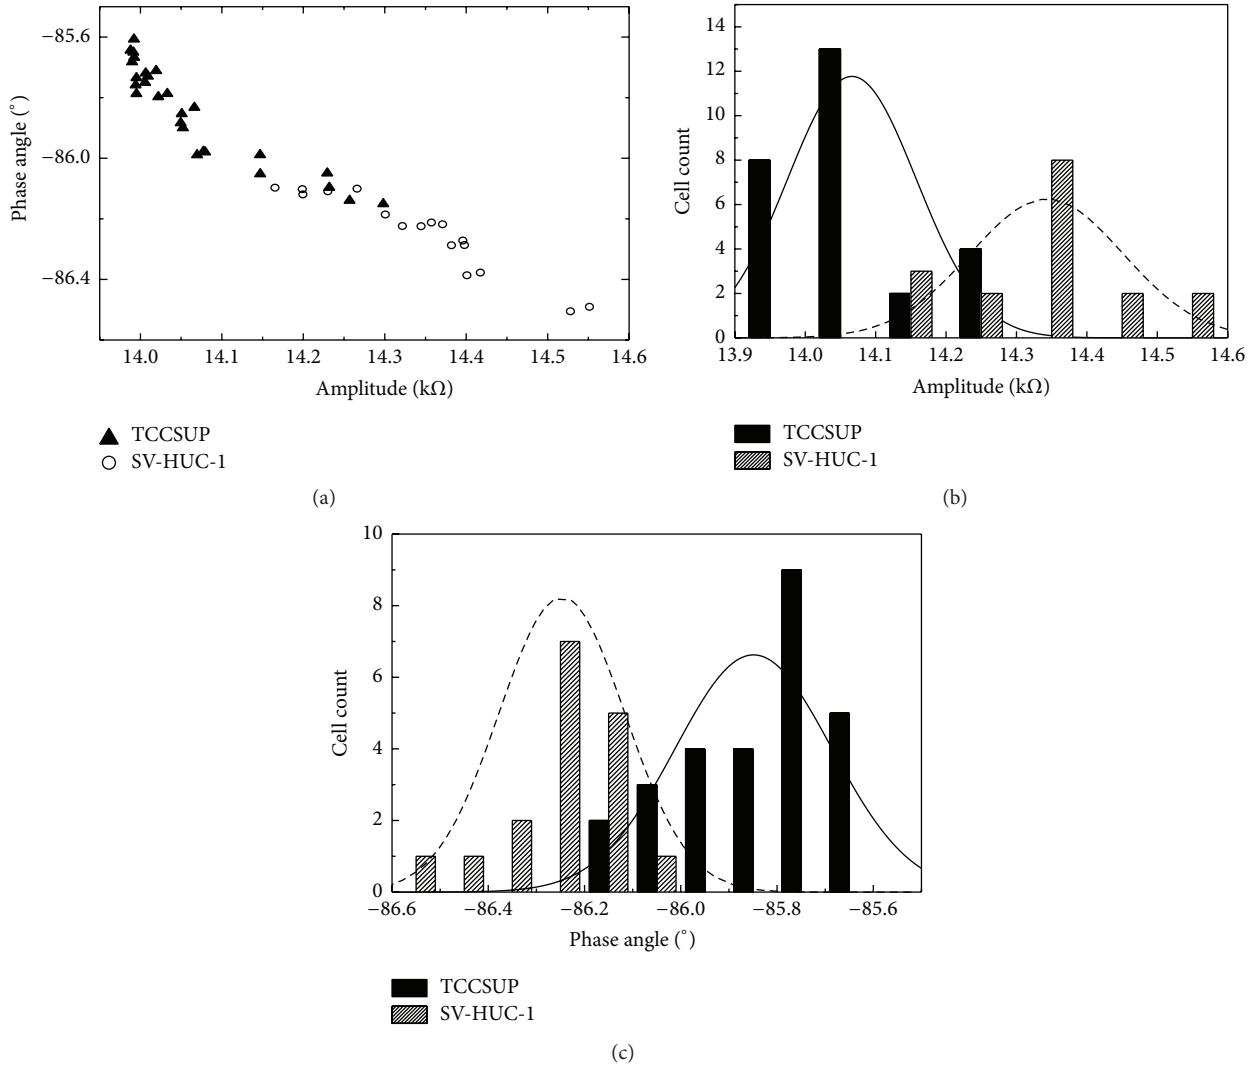 −85.6
−86.0
−86.4
Phase angle (°)
14.0 14.1 14.2 14.3 14.4 14.5 14.6
Amplitude (kΩ)
TCCSUP
SV-HUC-1
(a)
14
12
10
8
6
4
2
0
Cell count
13.9 14.0 14.1 14.2 14.3 14.4 14.5 14.6
Amplitude (kΩ)
TCCSUP
SV-HUC-1
(b)
10
8
6
4
2
0
Cell count
−86.6 −86.4 −86.2 −86.0 −85.8 −85.6
Phase angle (°)
TCCSUP
SV-HUC-1
(c)